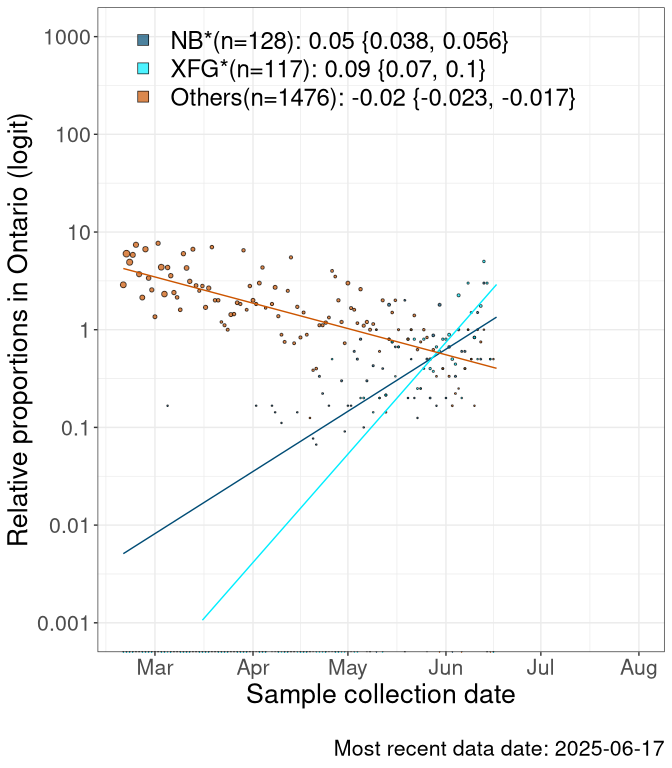 NB*(n=128): 0.05 {0.038, 0.056}
XFG*(n=117): 0.09 {0.07, 0.1}
Others(n=1476): -0.02 {-0.023, -0.017}
Relative proportions in Ontario (logit)
1000
100
10
1
0.1
0.01
0.001
Mar Apr May Jun Jul Aug
Sample collection date
Most recent data date: 2025-06-17